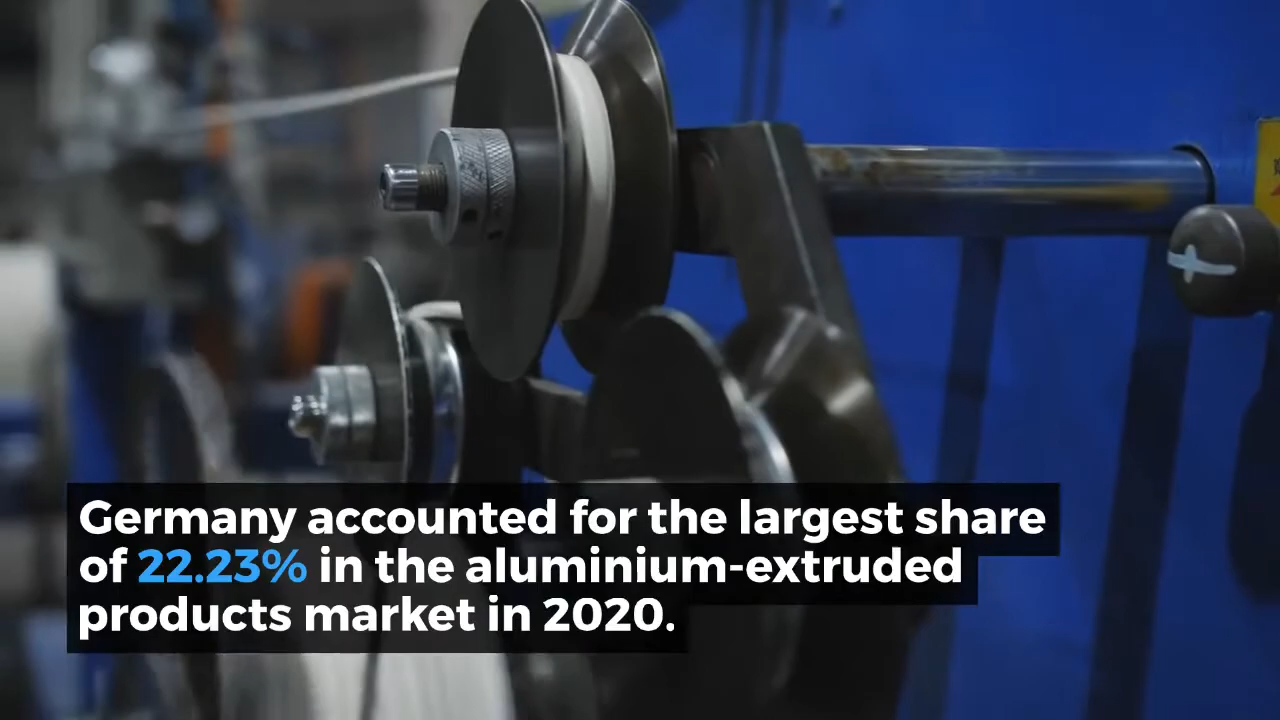 Germany accounted for the largest share
of 22.23% in the aluminium-extruded
products market in 2020.